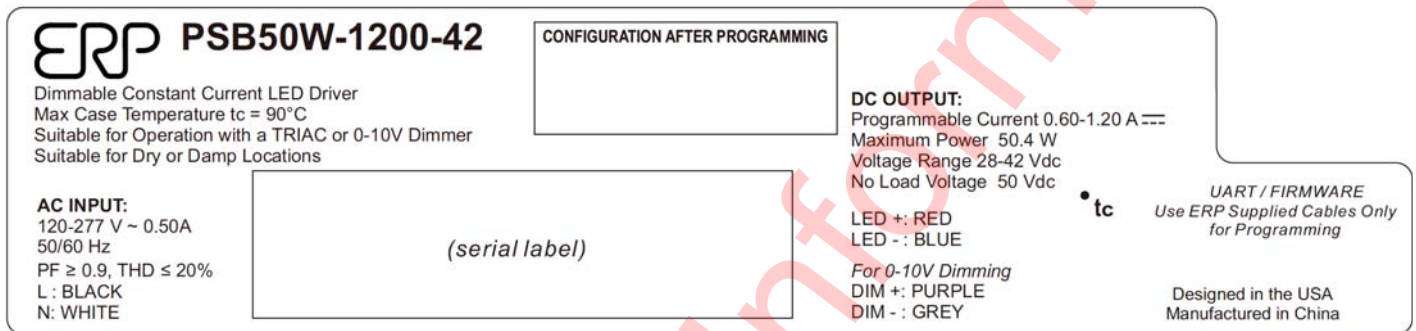 ERP PSB50W-1200-42
Dimmable Constant Current LED Driver
Max Case Temperature tc = 90°C
Suitable for Operation with a TRIAC or 0-10V Dimmer
Suitable for Dry or Damp Locations
CONFIGURATION AFTER PROGRAMMING
AC INPUT:
120-277 V ~ 0.50A
50/60 Hz
PF ≥ 0.9, THD ≤ 20%
L : BLACK
N: WHITE
(serial label)
DC OUTPUT:
Programmable Current 0.60-1.20 A ⎓
Maximum Power 50.4 W
Voltage Range 28-42 Vdc
No Load Voltage 50 Vdc
LED +: RED
LED - : BLUE
For 0-10V Dimming
DIM +: PURPLE
DIM - : GREY
tc
UART / FIRMWARE
Use ERP Supplied Cables Only
for Programming
Designed in the USA
Manufactured in China
Inform